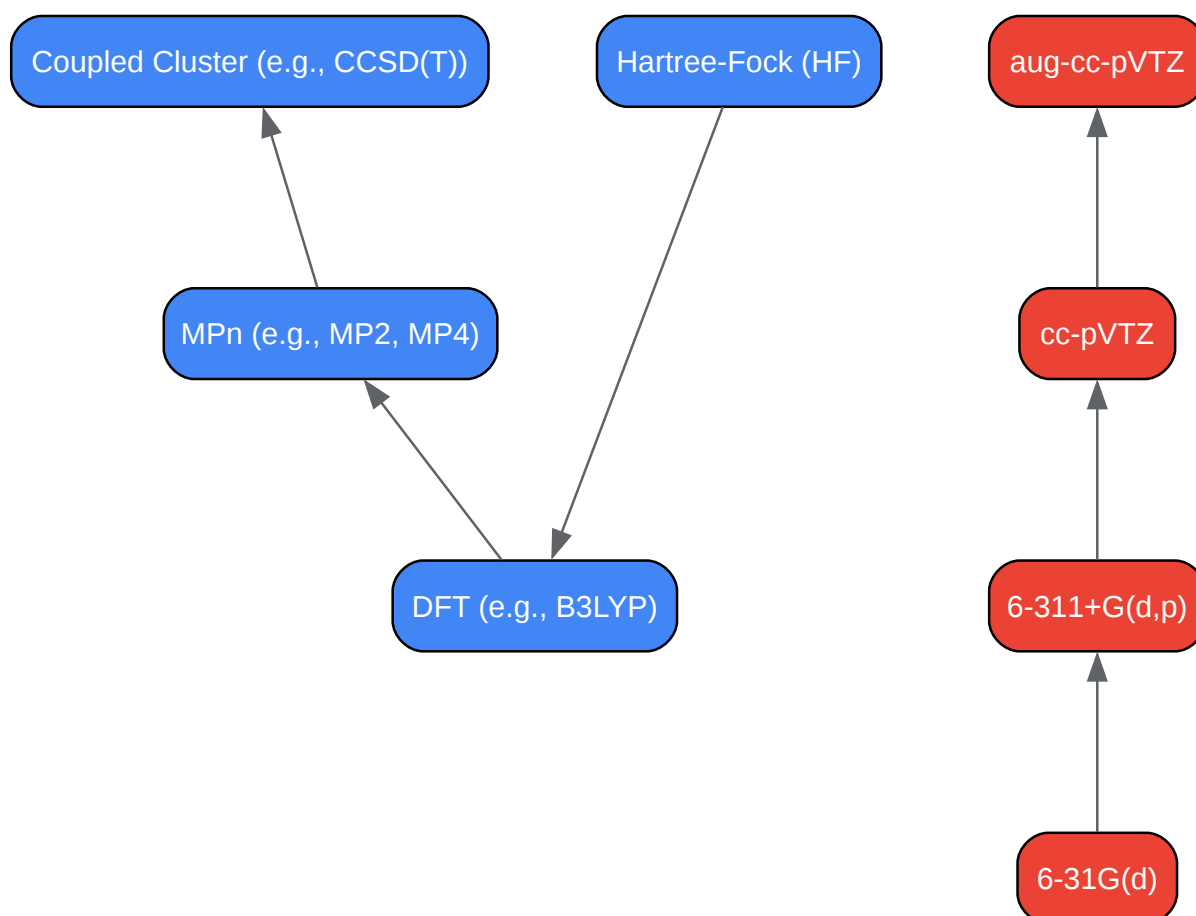 Coupled Cluster (e.g., CCSD(T))
Hartree-Fock (HF)
aug-cc-pVTZ
MPn (e.g., MP2, MP4)
cc-pVTZ
DFT (e.g., B3LYP)
6-311+G(d,p)
6-31G(d)